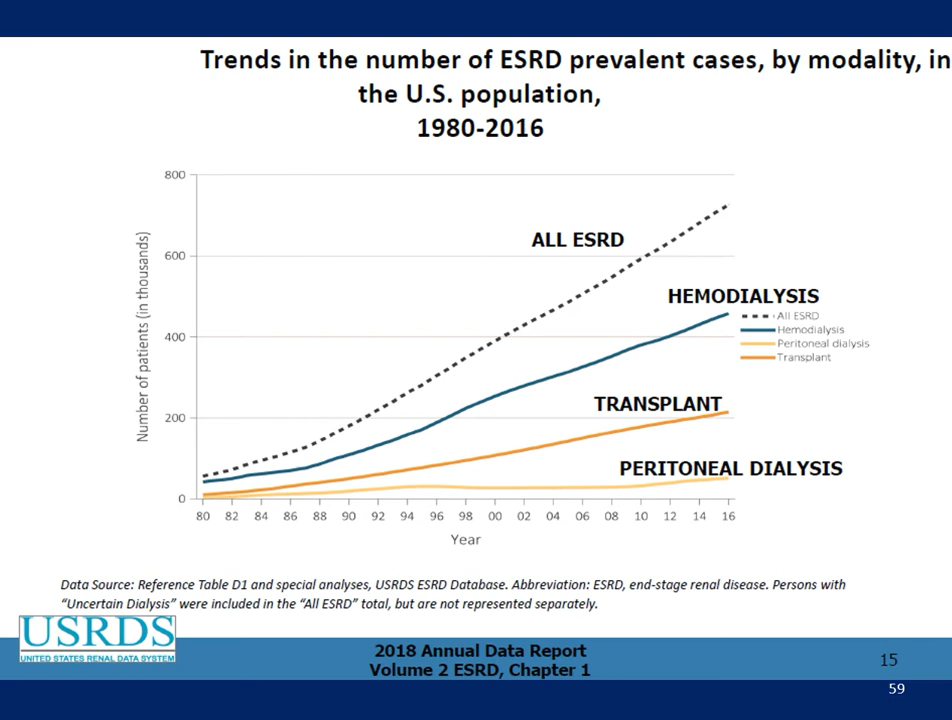 Trends in the number of ESRD prevalent cases, by modality, in
the U.S. population,
1980-2016
800
600
400
200
0
Number of patients (in thousands)
ALL ESRD
HEMODIALYSIS
All ESRD
Hemodialysis
Peritoneal dialysis
Transplant
TRANSPLANT
PERITONEAL DIALYSIS
80 82 84 86 88 90 92 94 96 98 00 02 04 06 08 10 12 14 16
Year
Data Source: Reference Table D1 and special analyses, USRDS ESRD Database. Abbreviation: ESRD, end-stage renal disease. Persons with
“Uncertain Dialysis” were included in the “All ESRD” total, but are not represented separately.
USRDS
UNITED STATES RENAL DATA SYSTEM
2018 Annual Data Report
Volume 2 ESRD, Chapter 1
15
59